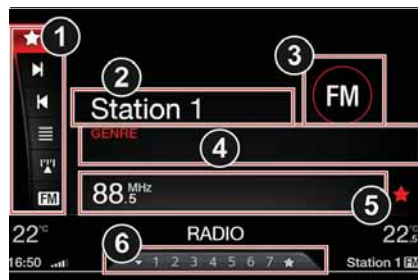 1
2
3
Station 1
FM
GENRE
4
FM
88.5 MHz
5
22°
RADIO
22.5°
6
16:50
1 2 3 4 5 6 7
Station 1 FM